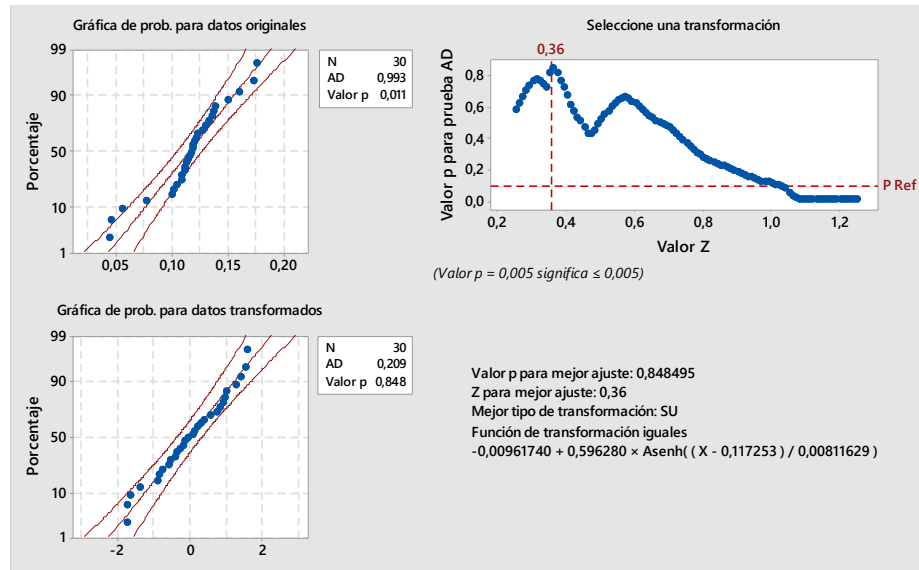 Gráfica de prob. para datos originales
99
90
50
10
1
Porcentaje
0,05 0,10 0,15 0,20
N 30
AD 0,993
Valor p 0,011
Seleccione una transformación
0,36
0,8
0,6
0,4
0,2
0,0
Valor p para prueba AD
P Ref
0,2 0,4 0,6 0,8 1,0 1,2
Valor Z
(Valor p = 0,005 significa ≤ 0,005)
Gráfica de prob. para datos transformados
99
90
50
10
1
Porcentaje
-2 0 2
N 30
AD 0,209
Valor p 0,848
Valor p para mejor ajuste: 0,848495
Z para mejor ajuste: 0,36
Mejor tipo de transformación: SU
Función de transformación iguales
-0,00961740 + 0,596280 × Asenh( ( X - 0,117253 ) / 0,00811629 )